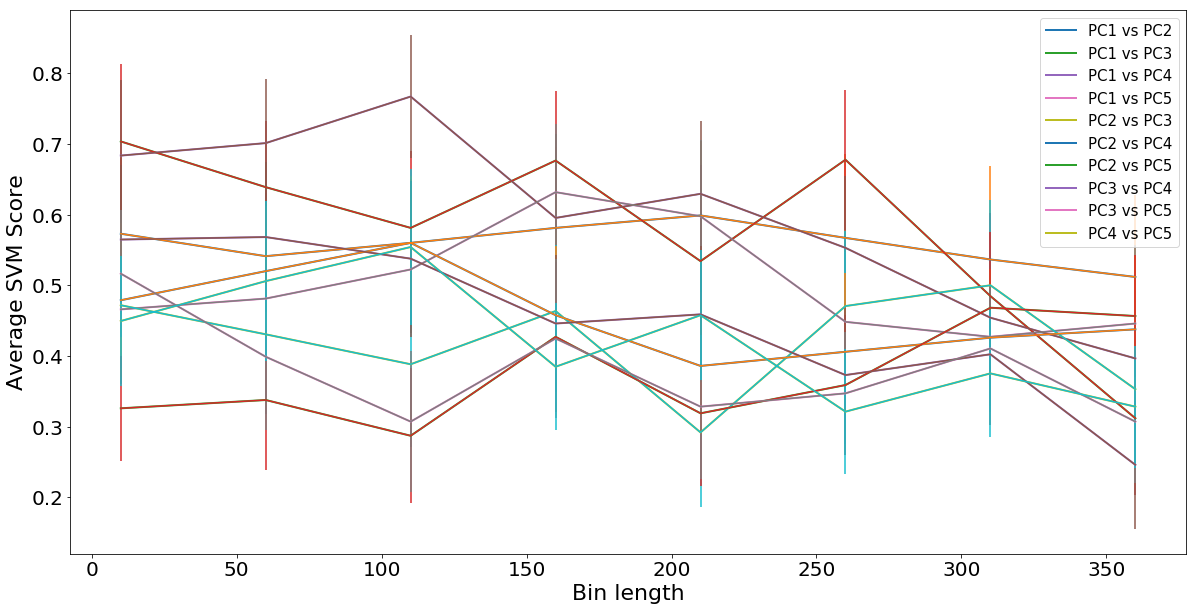 0.8
0.7
0.6
0.5
0.4
0.3
0.2
Average SVM Score
0 50 100 150 200 250 300 350
Bin length
PC1 vs PC2
PC1 vs PC3
PC1 vs PC4
PC1 vs PC5
PC2 vs PC3
PC2 vs PC4
PC2 vs PC5
PC3 vs PC4
PC3 vs PC5
PC4 vs PC5